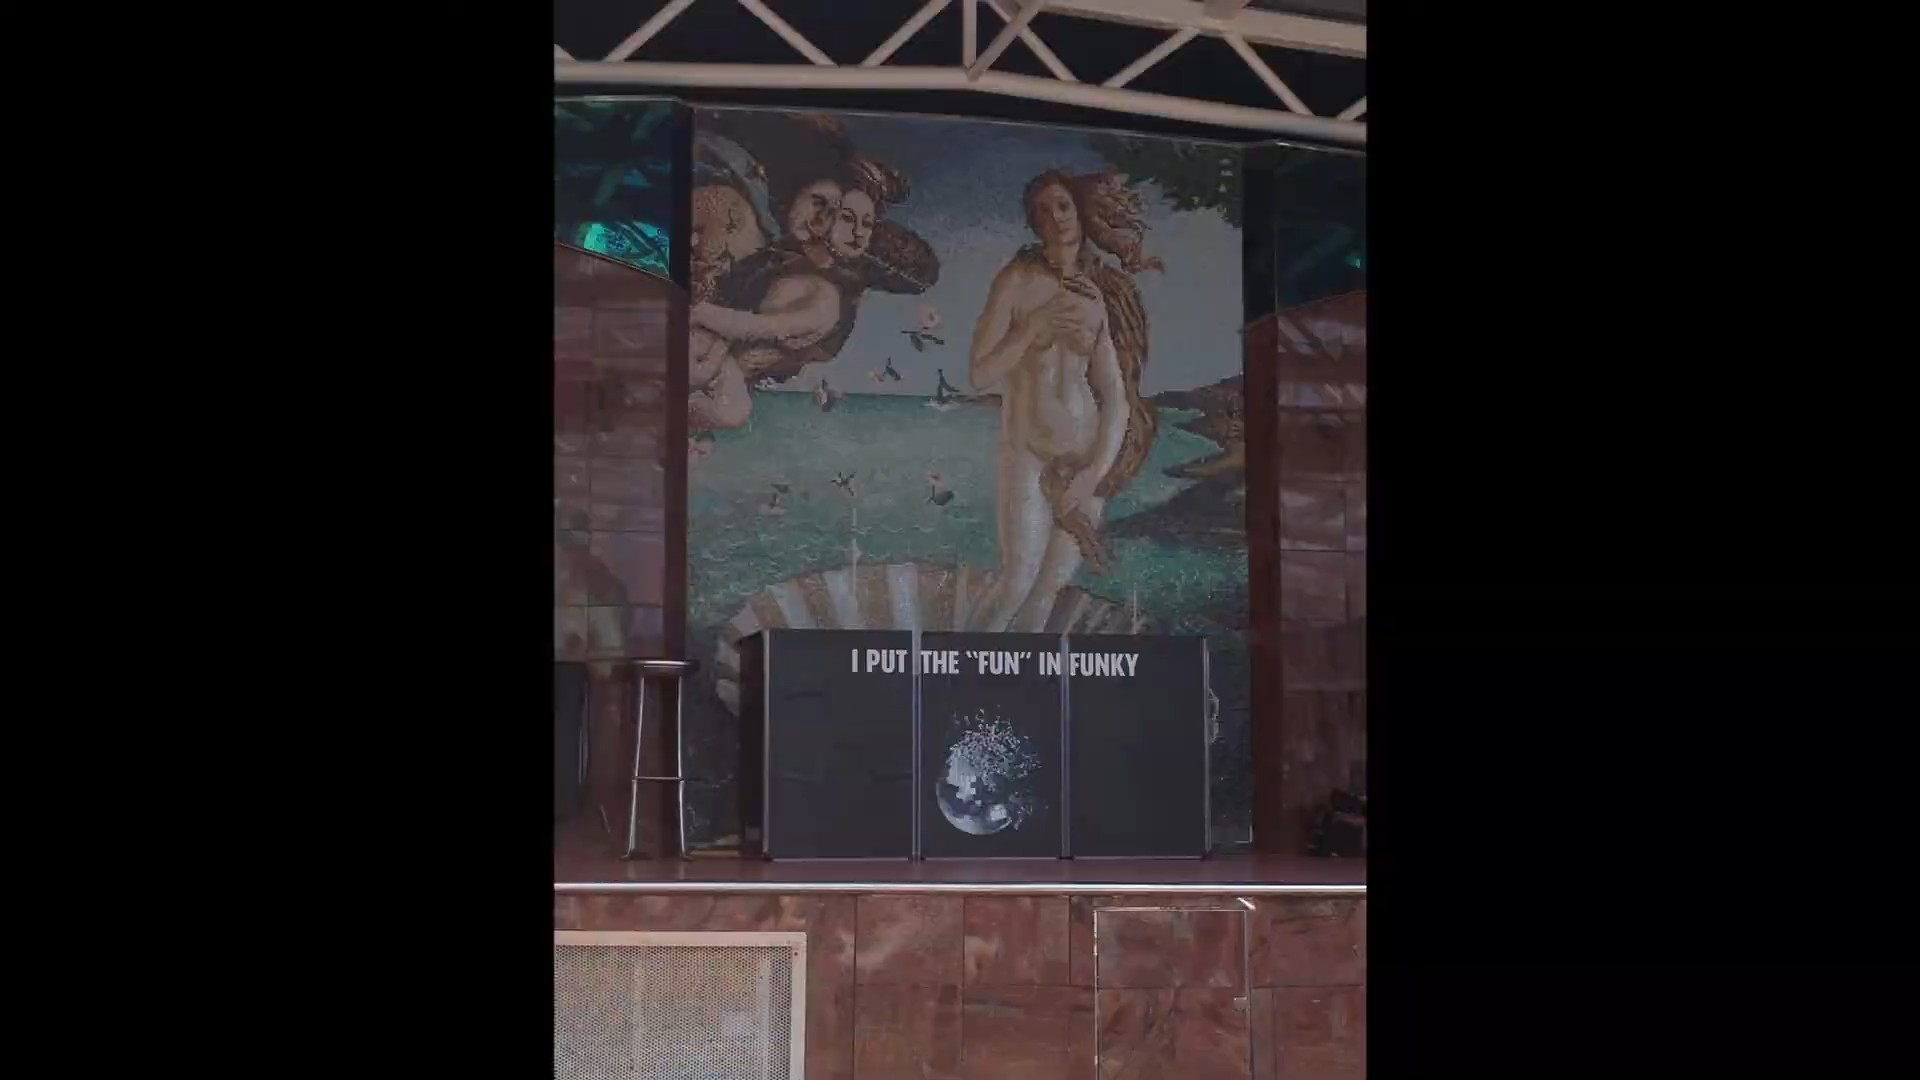 I PUT THE “FUN” IN FUNKY